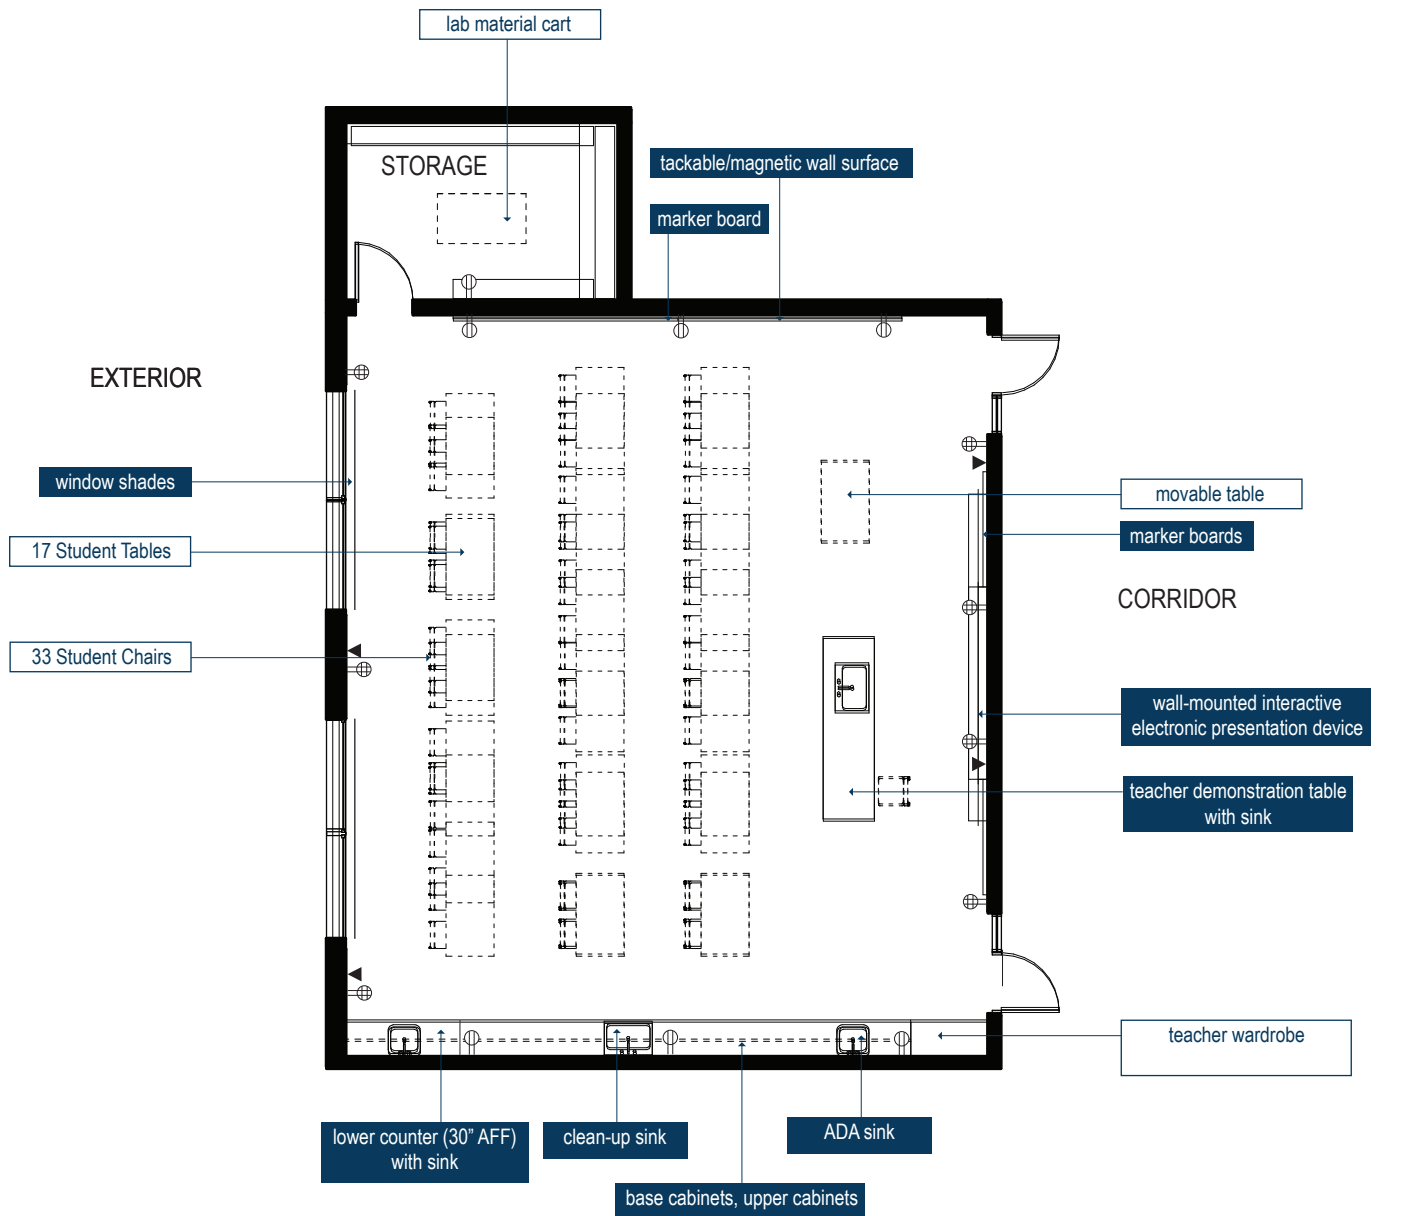 lab material cart
STORAGE
tackable/magnetic wall surface
marker board
EXTERIOR
window shades
movable table
17 Student Tables
marker boards
CORRIDOR
33 Student Chairs
wall-mounted interactive
electronic presentation device
teacher demonstration table
with sink
teacher wardrobe
lower counter (30” AFF)
with sink
clean-up sink
ADA sink
base cabinets, upper cabinets